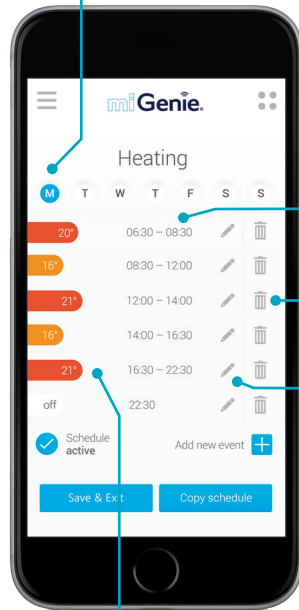 miGenie.
Heating
M T W T F S S
20° 06:30 – 08:30
16° 08:30 – 12:00
21° 12:00 – 14:00
16° 14:00 – 16:30
21° 16:30 – 22:30
off 22:30
Schedule
active
Add new event
Save & Exit Copy schedule